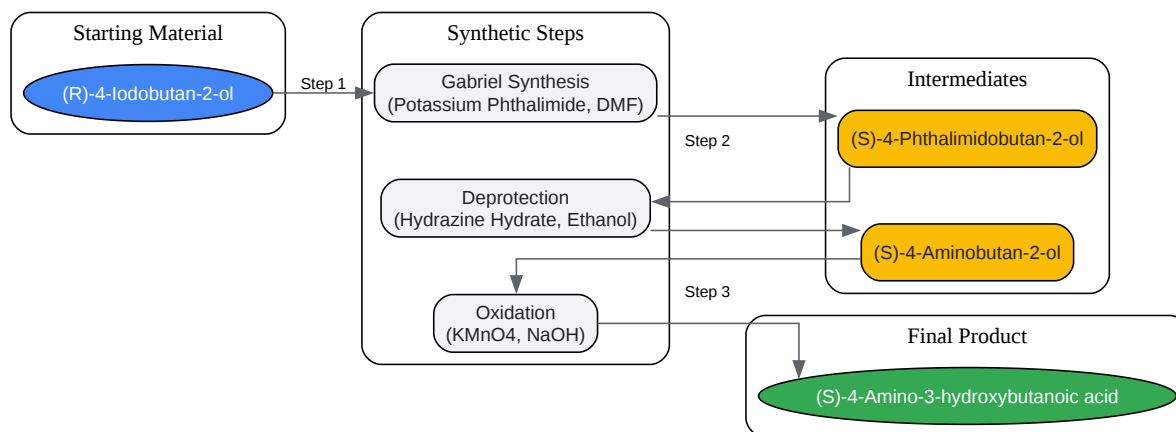 Starting Material
(R)-4-Iodobutan-2-ol
Step 1
Synthetic Steps
Gabriel Synthesis
(Potassium Phthalimide, DMF)
Step 2
Intermediates
(S)-4-Phthalimidobutan-2-ol
Deprotection
(Hydrazine Hydrate, Ethanol)
(S)-4-Aminobutan-2-ol
Step 3
Oxidation
(KMnO4, NaOH)
Final Product
(S)-4-Amino-3-hydroxybutanoic acid